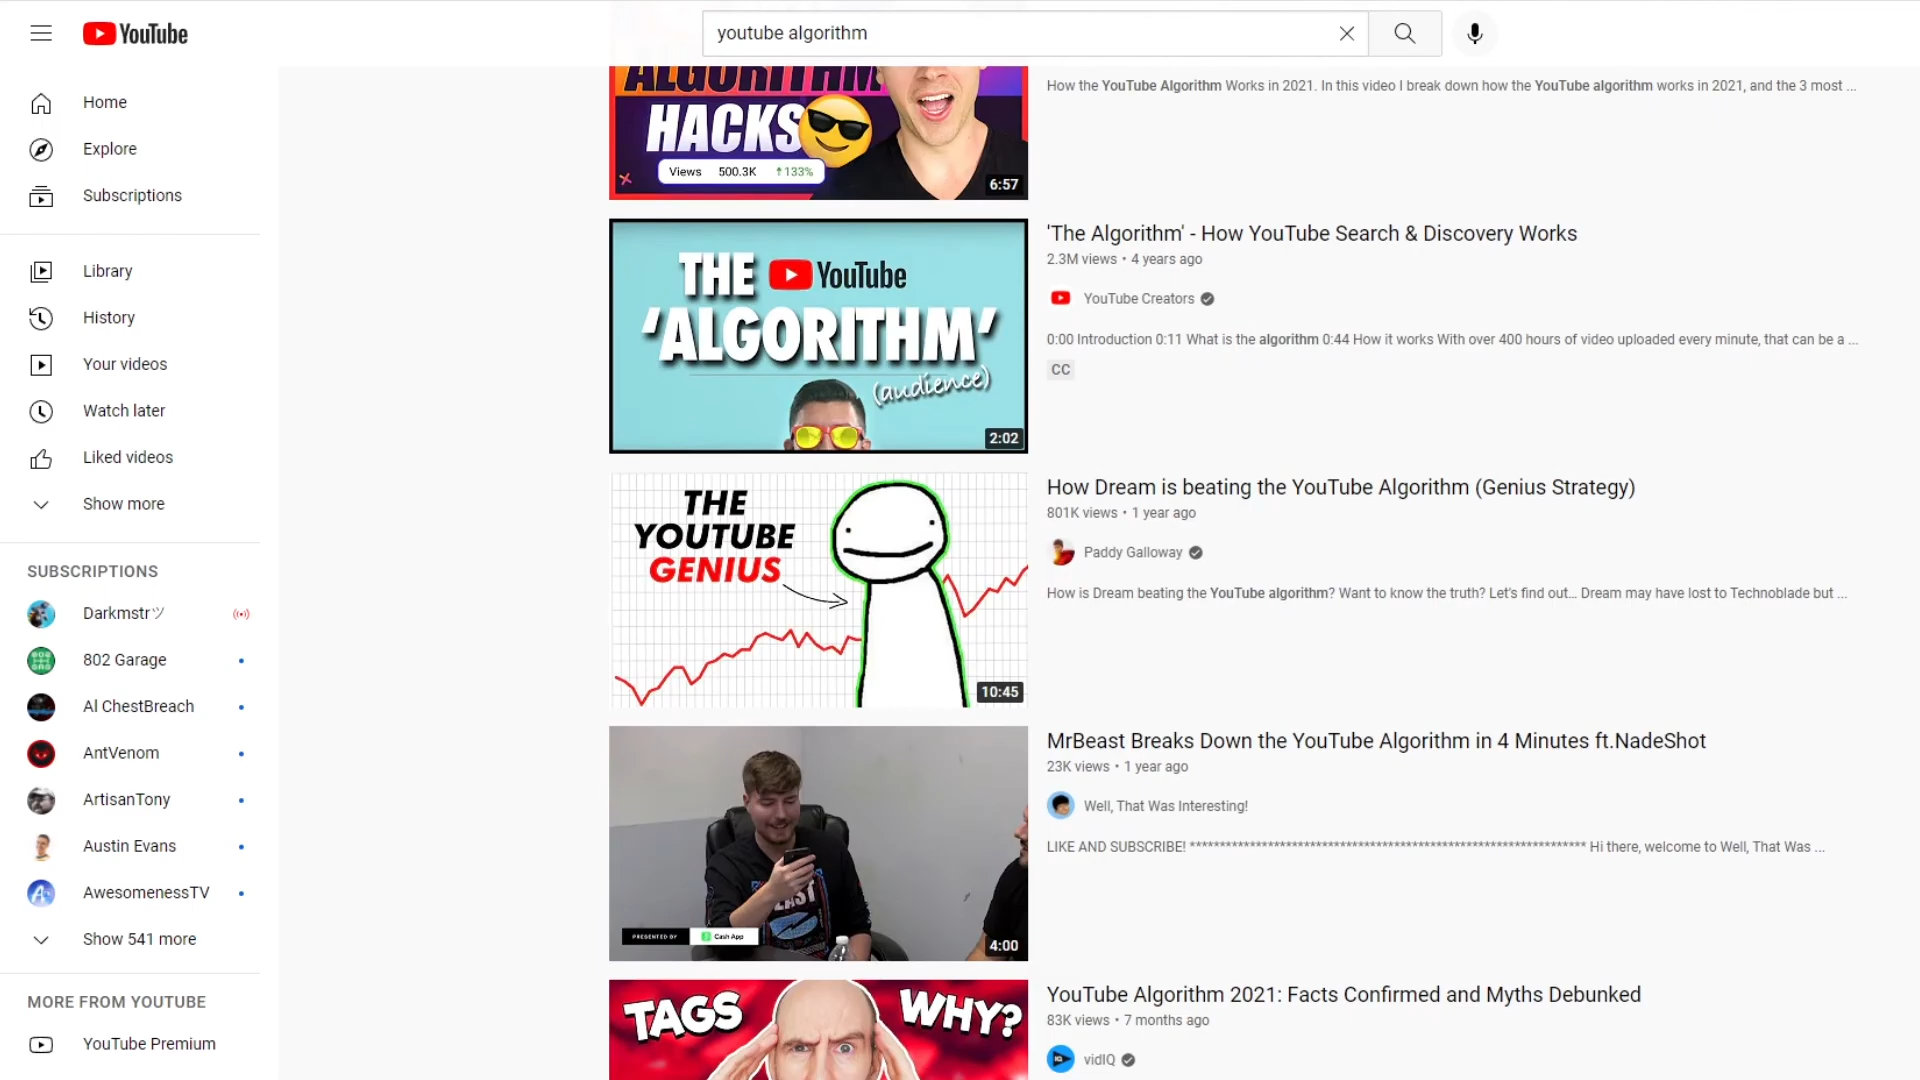 YouTube
youtube algorithm
Home
Explore
Subscriptions
Library
History
Your videos
Watch later
Liked videos
Show more
SUBSCRIPTIONS
Darkmstrツ
802 Garage
Al ChestBreach
AntVenom
ArtisanTony
Austin Evans
AwesomenessTV
Show 541 more
MORE FROM YOUTUBE
YouTube Premium
ALGORITHM
HACKS
Views 500.3K ↑133%
6:57
How the YouTube Algorithm Works in 2021. In this video I break down how the YouTube algorithm works in 2021, and the 3 most ...
THE YouTube
'ALGORITHM'
(audience)
2:02
'The Algorithm' - How YouTube Search & Discovery Works
2.3M views • 4 years ago
YouTube Creators
0:00 Introduction 0:11 What is the algorithm 0:44 How it works With over 400 hours of video uploaded every minute, that can be a ...
CC
THE
YOUTUBE
GENIUS
10:45
How Dream is beating the YouTube Algorithm (Genius Strategy)
801K views • 1 year ago
Paddy Galloway
How is Dream beating the YouTube algorithm? Want to know the truth? Let's find out... Dream may have lost to Technoblade but ...
PRESENTED BY Cash App
4:00
MrBeast Breaks Down the YouTube Algorithm in 4 Minutes ft.NadeShot
23K views • 1 year ago
Well, That Was Interesting!
LIKE AND SUBSCRIBE! ****************************************************************** Hi there, welcome to Well, That Was ...
TAGS WHY?
YouTube Algorithm 2021: Facts Confirmed and Myths Debunked
83K views • 7 months ago
vidIQ